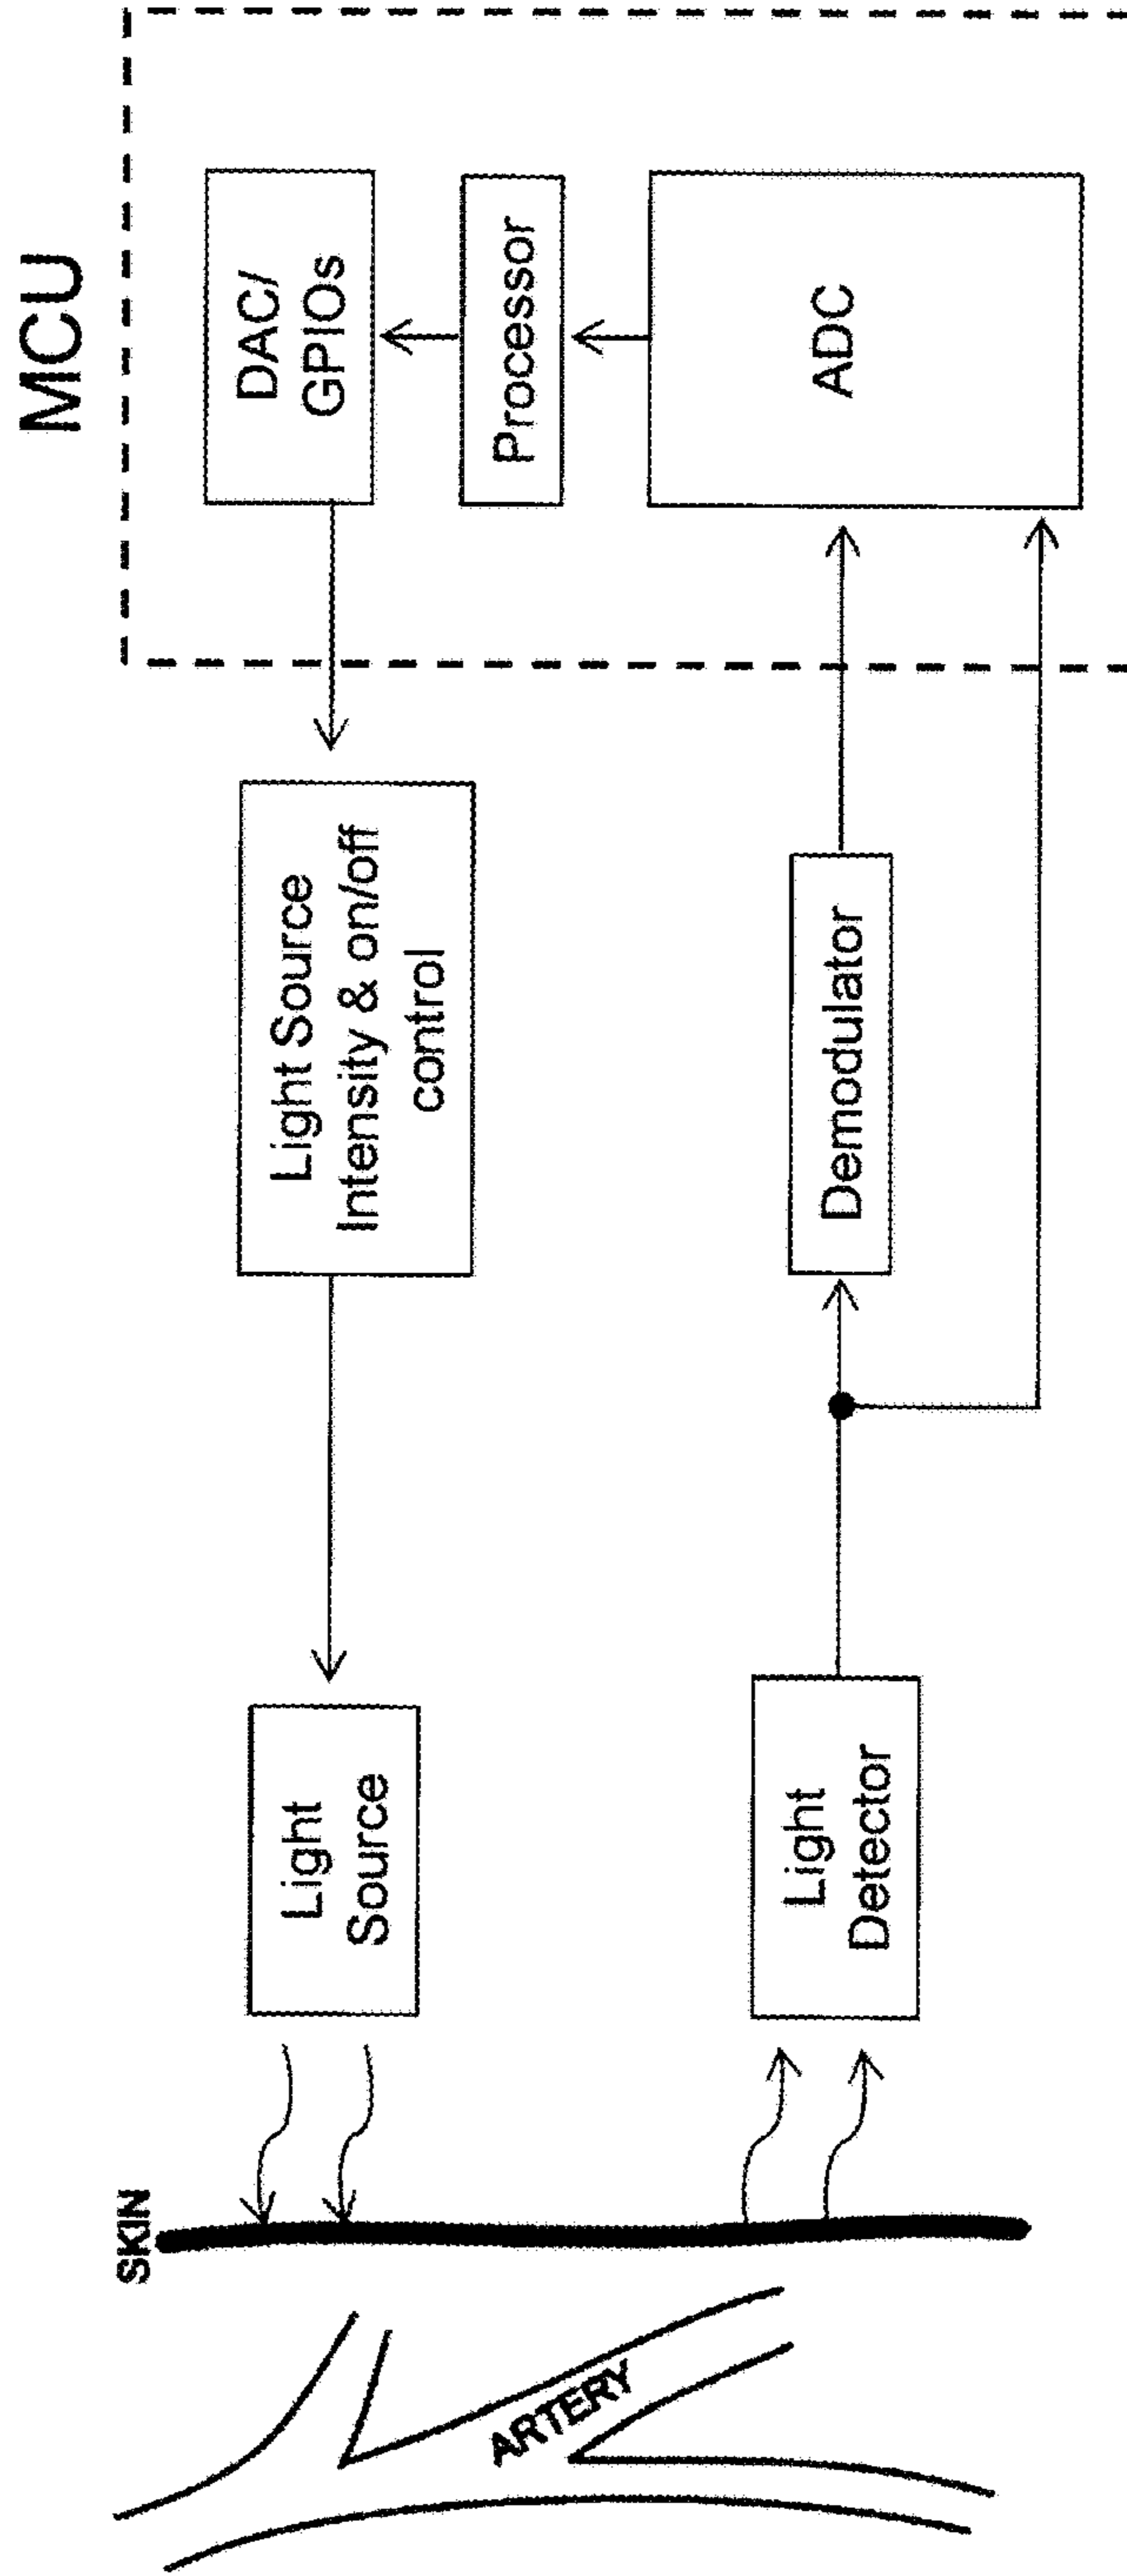 MCU
DAC/
GPIOs
Processor
ADC
Light Source
Intensity & on/off
control
Demodulator
Light
Source
Light
Detector
SKIN
ARTERY